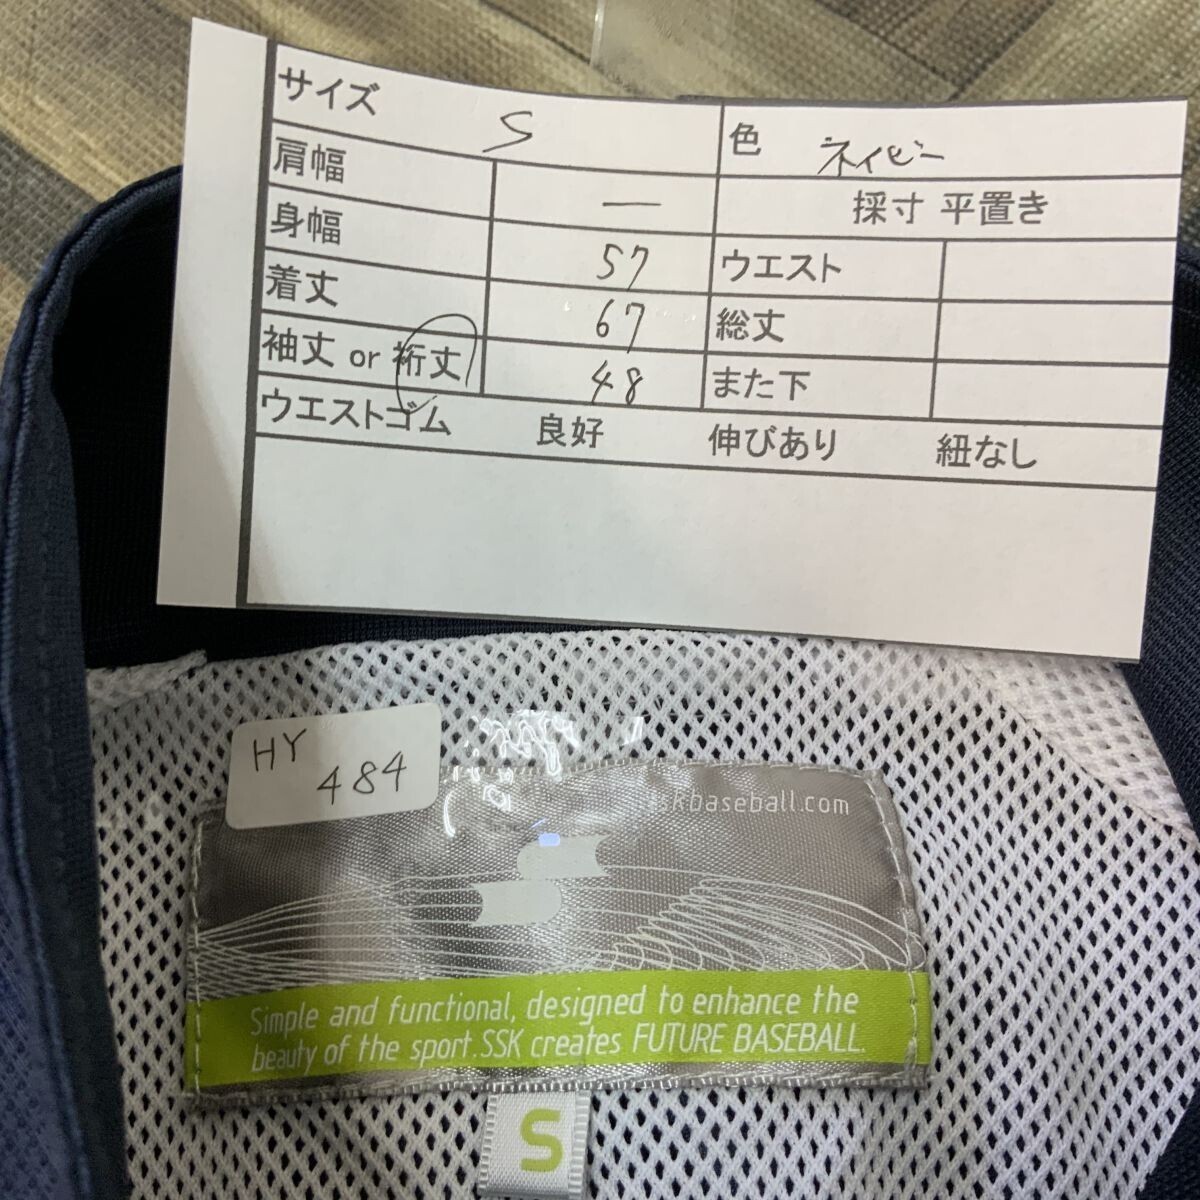 サイズ S 色 ネイビー
肩幅 — 採寸 平置き
身幅 57 ウエスト
着丈 67 総丈
袖丈 or 裄丈 48 また下
ウエストゴム 良好 伸びあり 紐なし
HY
484
skbaseball.com
Simple and functional, designed to enhance the
beauty of the sport. SSK creates FUTURE BASEBALL.
S